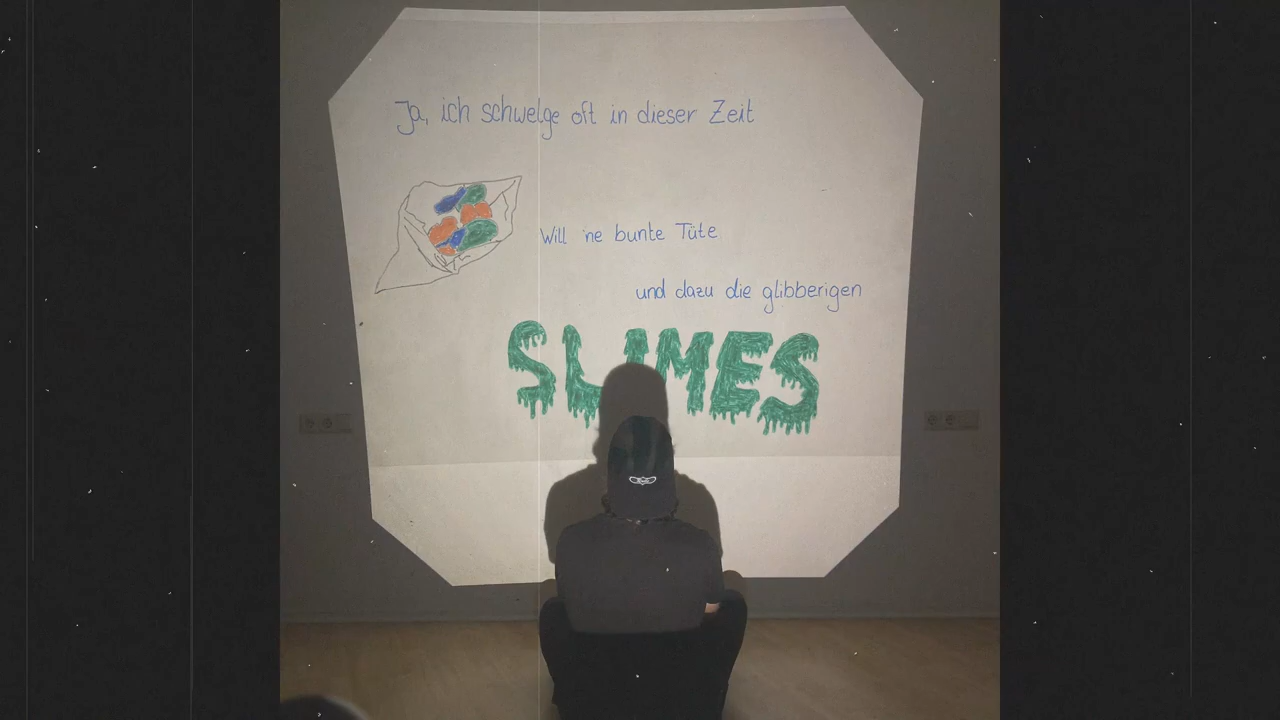 Ja, ich schwelge oft in dieser Zeit
Will 'ne bunte Tüte
und dazu die glibberigen
SLIMES